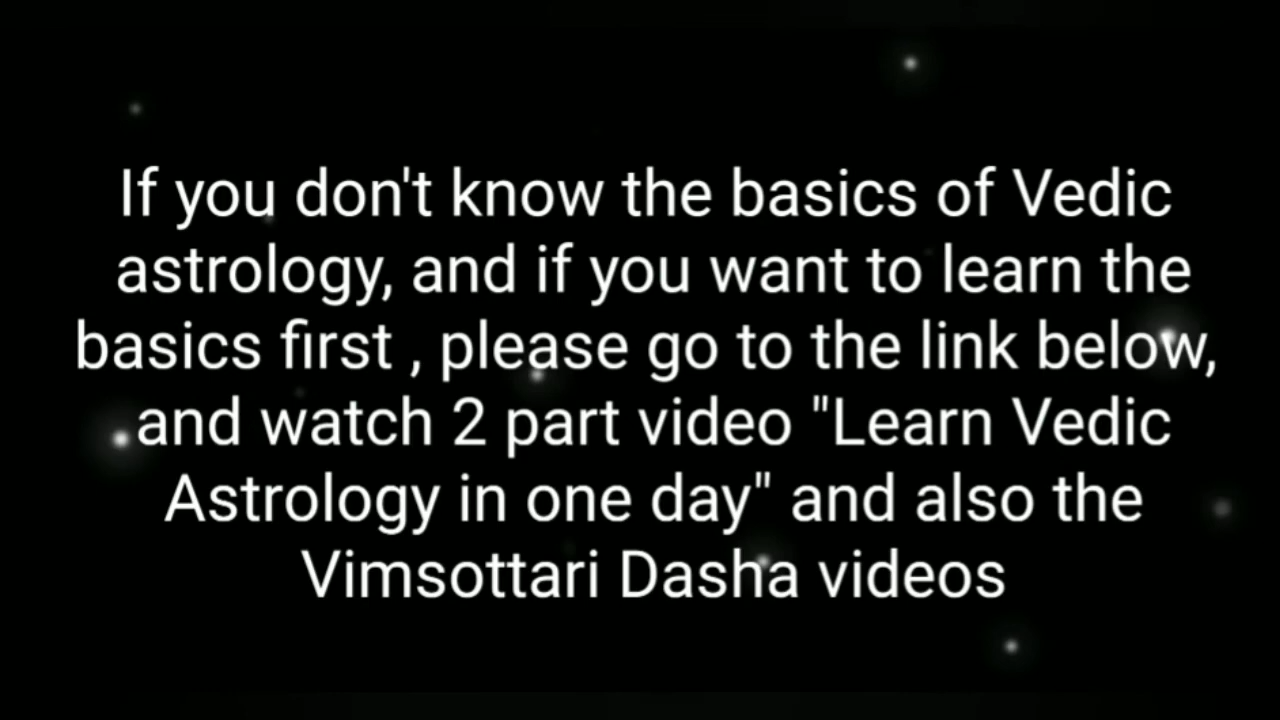 If you don't know the basics of Vedic
astrology, and if you want to learn the
basics first , please go to the link below,
and watch 2 part video "Learn Vedic
Astrology in one day" and also the
Vimsottari Dasha videos